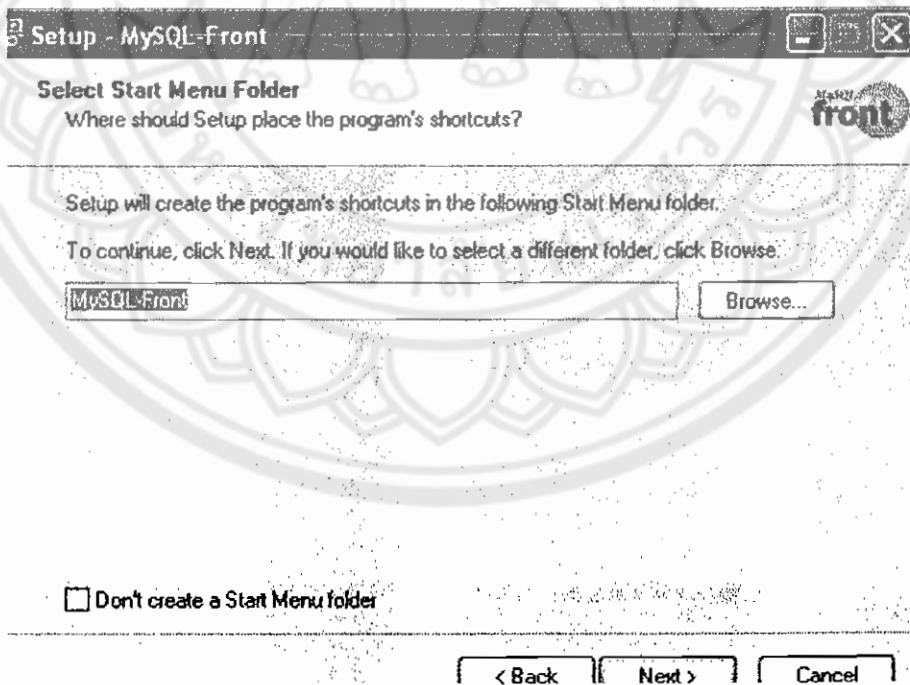 Setup - MySQL-Front
Select Start Menu Folder
Where should Setup place the program's shortcuts?
front
Setup will create the program's shortcuts in the following Start Menu folder.
To continue, click Next. If you would like to select a different folder, click Browse.
MySQL-Front
Browse...
Don't create a Start Menu folder
< Back
Next >
Cancel